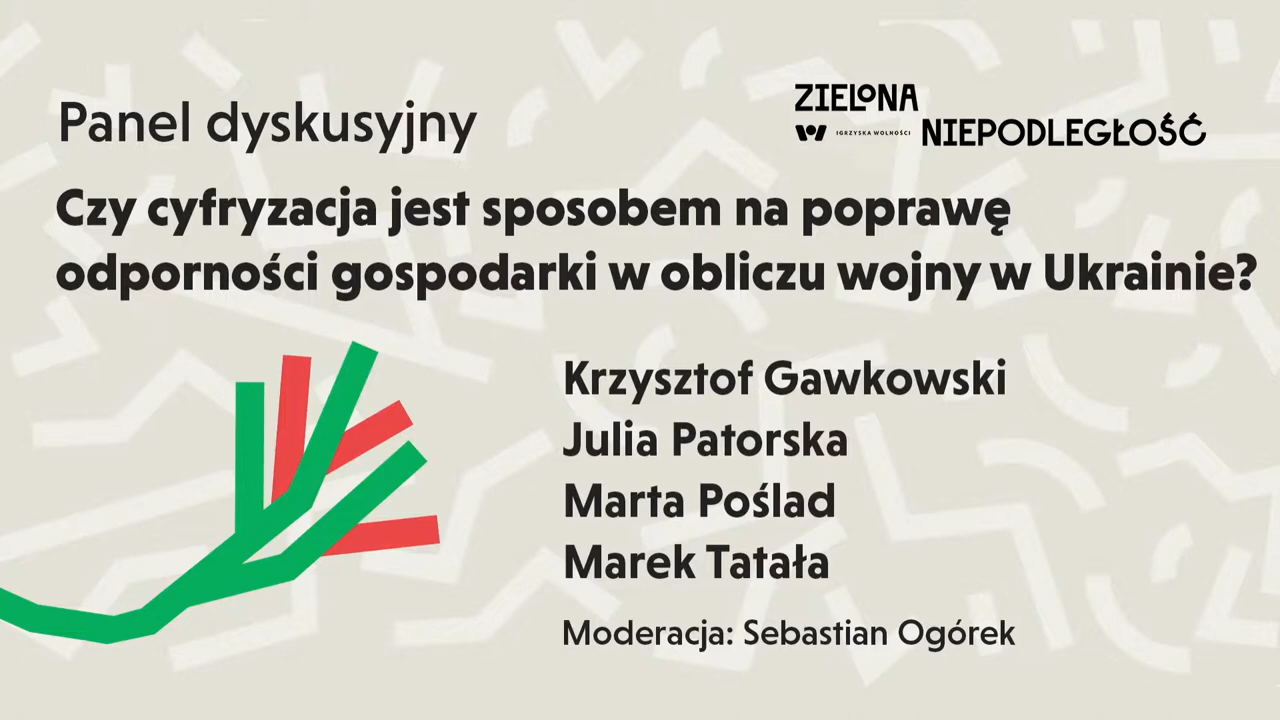 Panel dyskusyjny
ZIELONA
IGRZYSKA WOLNOŚCI
NIEPODLEGŁOŚĆ
Czy cyfryzacja jest sposobem na poprawę
odporności gospodarki w obliczu wojny w Ukrainie?
Krzysztof Gawkowski
Julia Patorska
Marta Poślad
Marek Tatała
Moderacja: Sebastian Ogórek